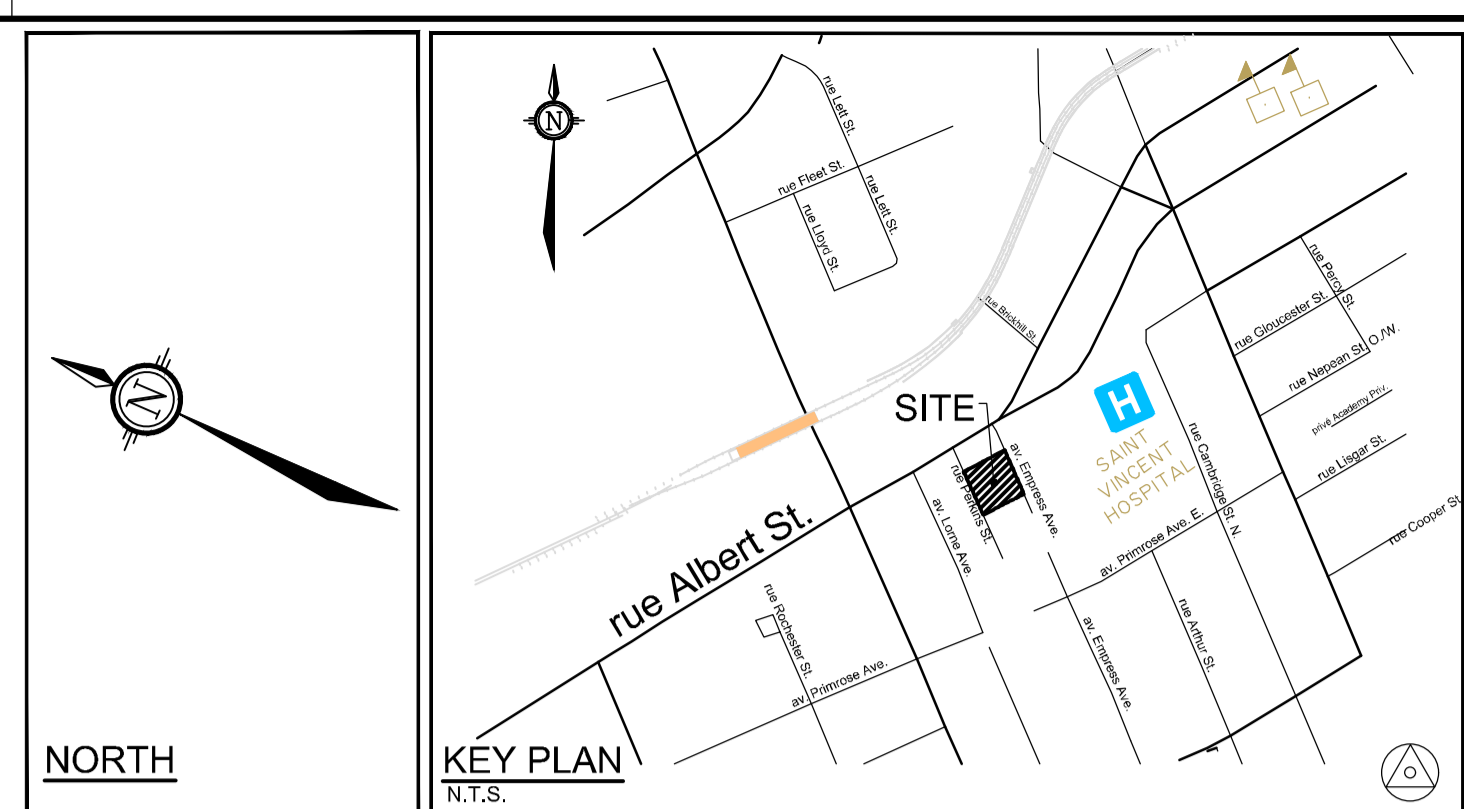 N
NORTH
N
rue Lett St.
rue Fleet St.
rue Lett St.
rue Lloyd St.
rue Brickhill St.
rue Percy St.
rue Gloucester St.
rue Nepean St. O./W.
privé Academy Priv.
rue Lisgar St.
rue Cooper St
SITE
H
SAINT
VINCENT
HOSPITAL
rue Cambridge St. N.
av. Empress Ave.
rue Perkins St.
av. Lorne Ave.
rue Albert St.
av. Primrose Ave. E.
rue Rochester St.
av. Primrose Ave.
av. Empress Ave.
rue Arthur St.
KEY PLAN
N.T.S.